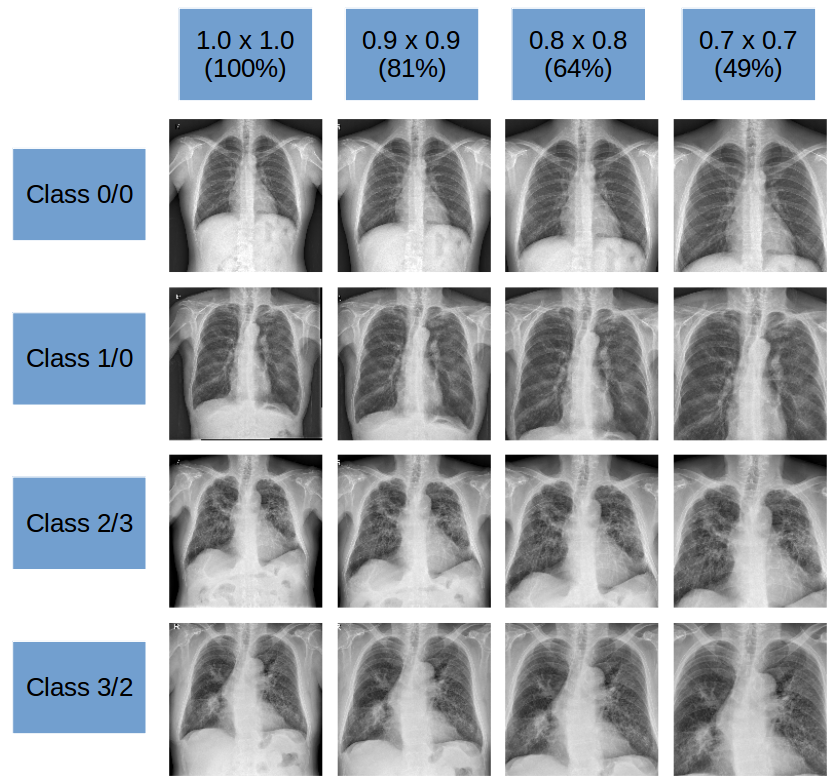 1.0 x 1.0
(100%)
0.9 x 0.9
(81%)
0.8 x 0.8
(64%)
0.7 x 0.7
(49%)
Class 0/0
Class 1/0
Class 2/3
Class 3/2
R